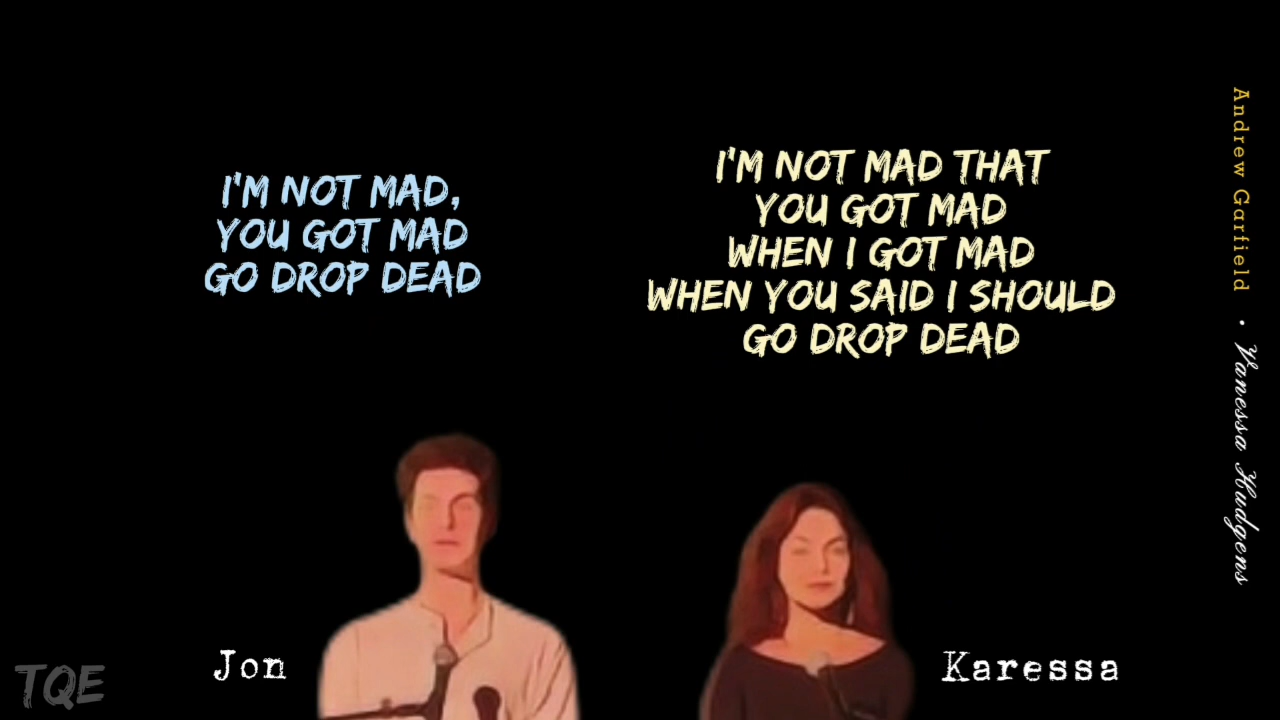 I'M NOT MAD,
YOU GOT MAD
GO DROP DEAD
I'M NOT MAD THAT
YOU GOT MAD
WHEN I GOT MAD
WHEN YOU SAID I SHOULD
GO DROP DEAD
Andrew Garfield • Vanessa Hudgens
Jon
Karessa
TQE